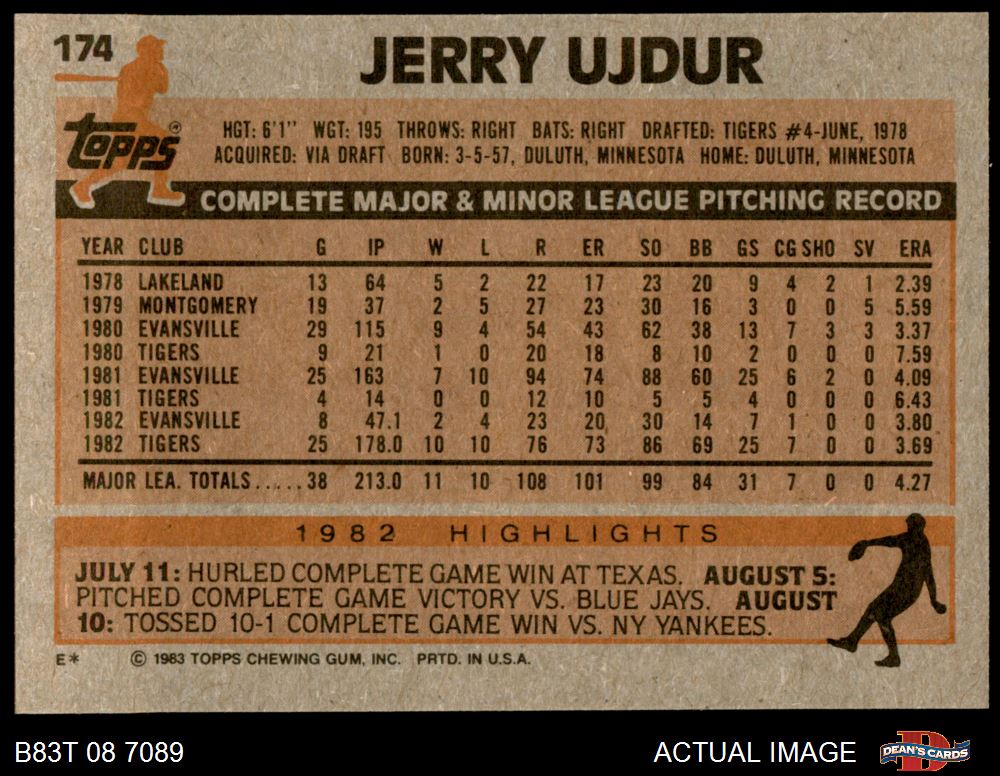 174
JERRY UJDUR
topps®
HGT: 6'1" WGT: 195 THROWS: RIGHT BATS: RIGHT DRAFTED: TIGERS #4-JUNE, 1978
ACQUIRED: VIA DRAFT BORN: 3-5-57, DULUTH, MINNESOTA HOME: DULUTH, MINNESOTA
COMPLETE MAJOR & MINOR LEAGUE PITCHING RECORD
YEAR CLUB G IP W L R ER SO BB GS CG SHO SV ERA
1978 LAKELAND 13 64 5 2 22 17 23 20 9 4 2 1 2.39
1979 MONTGOMERY 19 37 2 5 27 23 30 16 3 0 0 5 5.59
1980 EVANSVILLE 29 115 9 4 54 43 62 38 13 7 3 3 3.37
1980 TIGERS 9 21 1 0 20 18 8 10 2 0 0 0 7.59
1981 EVANSVILLE 25 163 7 10 94 74 88 60 25 6 2 0 4.09
1981 TIGERS 4 14 0 0 12 10 5 5 4 0 0 0 6.43
1982 EVANSVILLE 8 47.1 2 4 23 20 30 14 7 1 0 0 3.80
1982 TIGERS 25 178.0 10 10 76 73 86 69 25 7 0 0 3.69
MAJOR LEA. TOTALS.....38 213.0 11 10 108 101 99 84 31 7 0 0 4.27
1982 HIGHLIGHTS
JULY 11: HURLED COMPLETE GAME WIN AT TEXAS. AUGUST 5:
PITCHED COMPLETE GAME VICTORY VS. BLUE JAYS. AUGUST
10: TOSSED 10-1 COMPLETE GAME WIN VS. NY YANKEES.
E* © 1983 TOPPS CHEWING GUM, INC. PRTD. IN U.S.A.
B83T 08 7089 ACTUAL IMAGE D DEAN'S CARDS